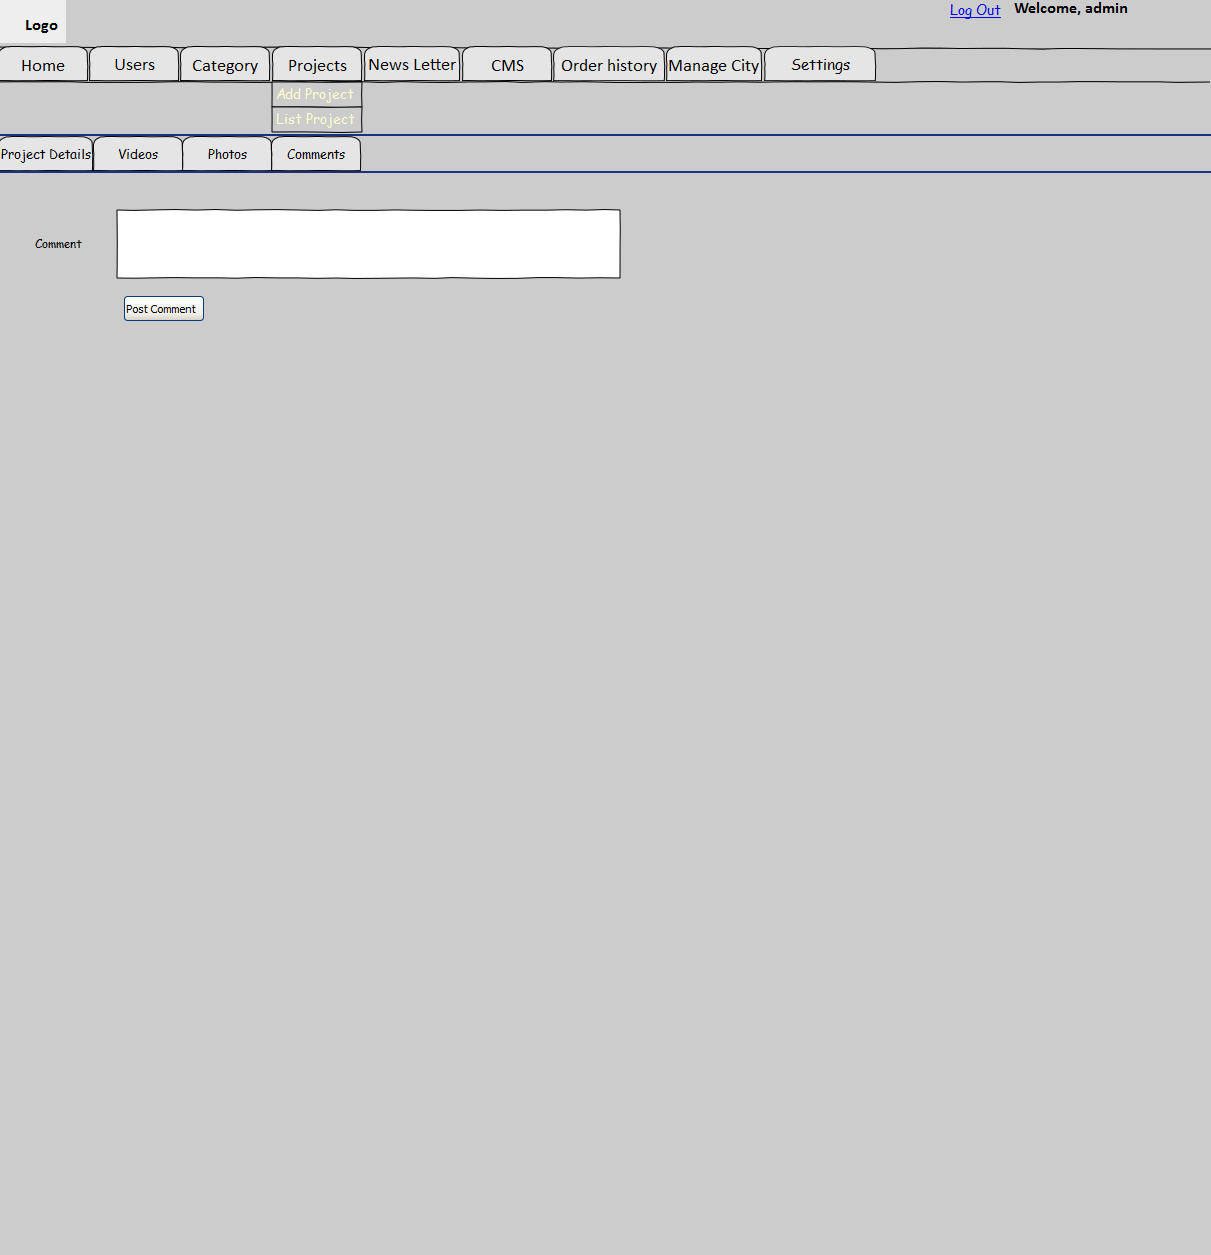 Logo
Log Out Welcome, admin
Home Users Category Projects News Letter CMS Order history Manage City Settings
Add Project
List Project
Project Details Videos Photos Comments
Comment
Post Comment